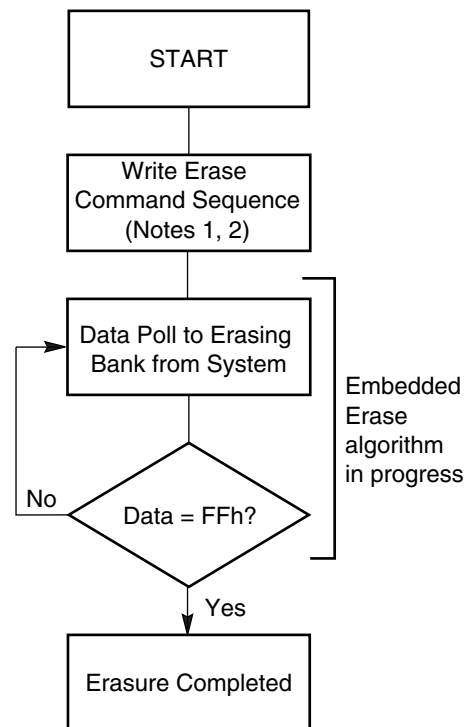 START
Write Erase
Command Sequence
(Notes 1, 2)
Data Poll to Erasing
Bank from System
Embedded
Erase
algorithm
in progress
No
Data = FFh?
Yes
Erasure Completed